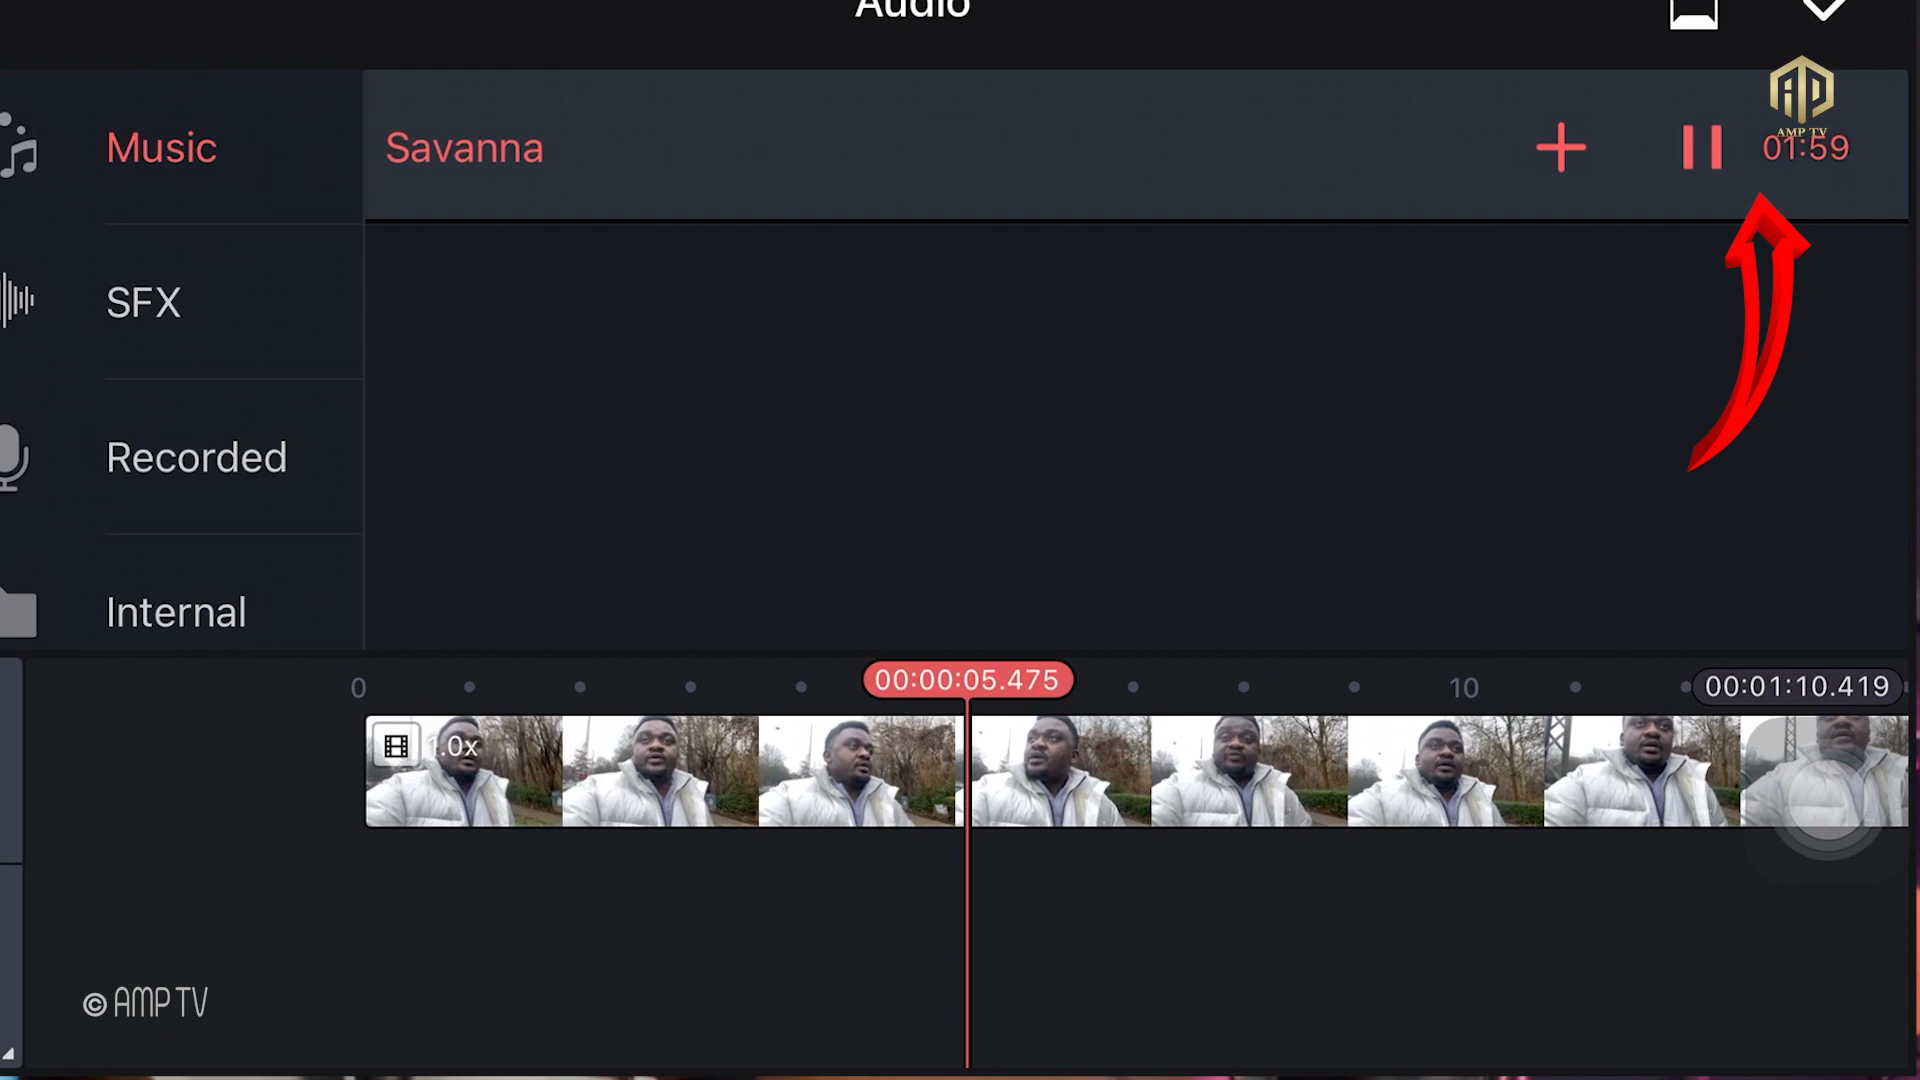 Audio
AMP TV
Music
Savanna
01:59
SFX
Recorded
Internal
0
00:00:05.475
10
00:01:10.419
1.0x
© AMP TV